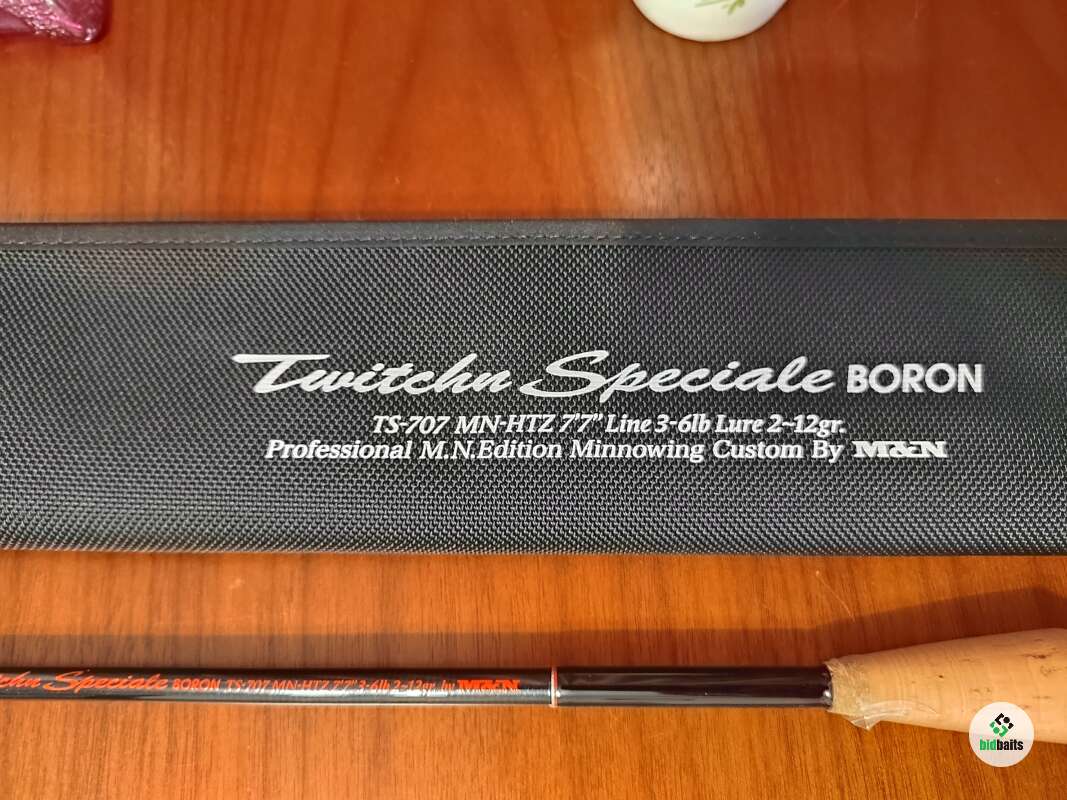 Twitchn Speciale BORON
TS-707 MN-HTZ 7'7" Line 3-6lb Lure 2~12gr.
Professional M.N.Edition Minnowing Custom By M&N
Speciale BORON TS-707 MN-HTZ 7'7" 3-6lb 2-12gr. by M&N
bidbaits